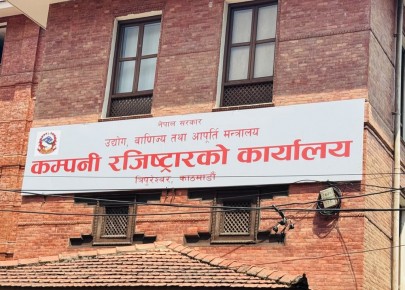 नेपाल सरकार
उद्योग, वाणिज्य तथा आपूर्ति मन्त्रालय
कम्पनी रजिष्ट्रारको कार्यालय
त्रिपुरेश्वर, काठमाडौं